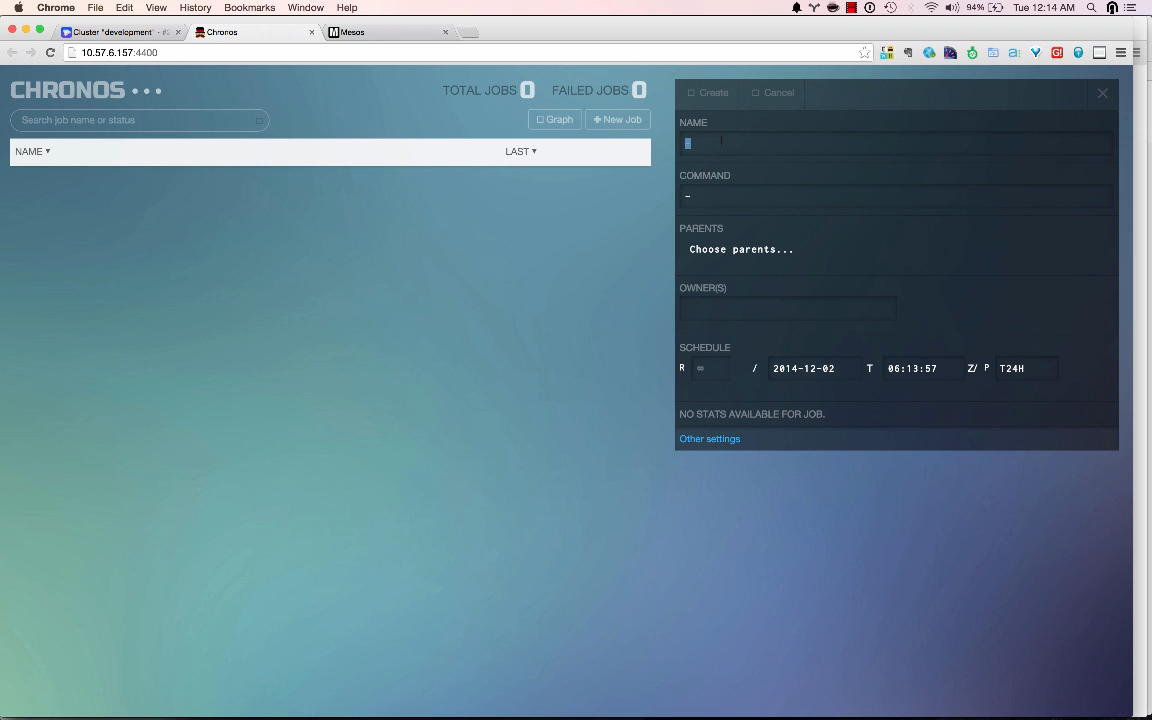 Chrome File Edit View History Bookmarks Window Help 94% Tue 12:14 AM
Cluster "development" - #2 Chronos Mesos
10.57.6.157:4400
CHRONOS
TOTAL JOBS 0 FAILED JOBS 0
Search job name or status
Graph
New Job
NAME
LAST
Create Cancel
NAME
-
COMMAND
-
PARENTS
Choose parents...
OWNER(S)
SCHEDULE
R ∞ / 2014-12-02 T 06:13:57 Z/ P T24H
NO STATS AVAILABLE FOR JOB.
Other settings